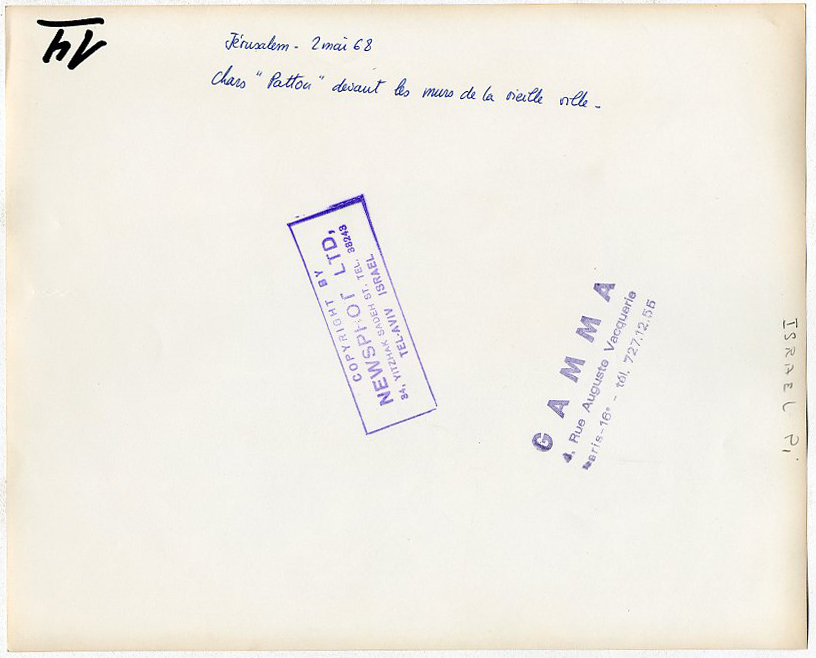 14
Jérusalem - 2 mai 68
chars "Patton" devant les murs de la vieille ville -
COPYRIGHT BY
NEWSPHOT LTD,
84, YITZHAK SADEH ST, TEL. 38243,
TEL-AVIV ISRAEL
GAMMA
4, Rue Auguste Vacquerie
Paris-16e - tél. 727.12.55
ISRAEL Pi